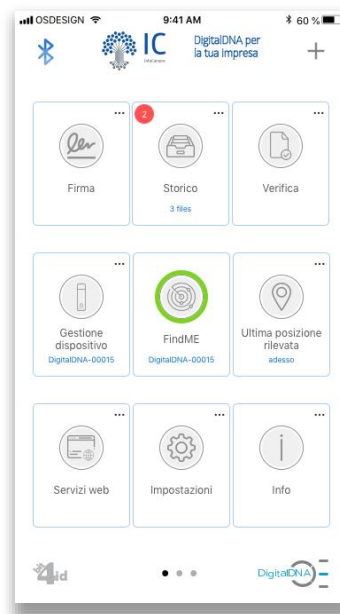 OSDESIGN 9:41 AM 60 %
IC
InfoCamere
DigitalDNA per
la tua impresa
2
Firma
Storico
Verifica
3 files
Gestione
dispositivo
DigitalDNA-00015
FindME
DigitalDNA-00015
Ultima posizione
rilevata
adesso
Servizi web
Impostazioni
Info
4id
DigitalDNA